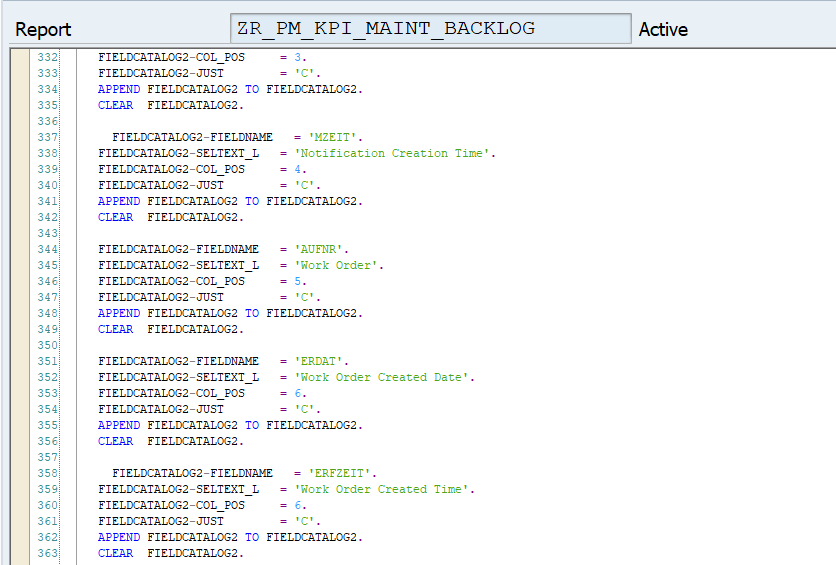 Report ZR_PM_KPI_MAINT_BACKLOG Active
332 FIELDCATALOG2-COL_POS = 3.
333 FIELDCATALOG2-JUST = 'C'.
334 APPEND FIELDCATALOG2 TO FIELDCATALOG2.
335 CLEAR FIELDCATALOG2.
336
337 FIELDCATALOG2-FIELDNAME = 'MZEIT'.
338 FIELDCATALOG2-SELTEXT_L = 'Notification Creation Time'.
339 FIELDCATALOG2-COL_POS = 4.
340 FIELDCATALOG2-JUST = 'C'.
341 APPEND FIELDCATALOG2 TO FIELDCATALOG2.
342 CLEAR FIELDCATALOG2.
343
344 FIELDCATALOG2-FIELDNAME = 'AUFNR'.
345 FIELDCATALOG2-SELTEXT_L = 'Work Order'.
346 FIELDCATALOG2-COL_POS = 5.
347 FIELDCATALOG2-JUST = 'C'.
348 APPEND FIELDCATALOG2 TO FIELDCATALOG2.
349 CLEAR FIELDCATALOG2.
350
351 FIELDCATALOG2-FIELDNAME = 'ERDAT'.
352 FIELDCATALOG2-SELTEXT_L = 'Work Order Created Date'.
353 FIELDCATALOG2-COL_POS = 6.
354 FIELDCATALOG2-JUST = 'C'.
355 APPEND FIELDCATALOG2 TO FIELDCATALOG2.
356 CLEAR FIELDCATALOG2.
357
358 FIELDCATALOG2-FIELDNAME = 'ERFZEIT'.
359 FIELDCATALOG2-SELTEXT_L = 'Work Order Created Time'.
360 FIELDCATALOG2-COL_POS = 6.
361 FIELDCATALOG2-JUST = 'C'.
362 APPEND FIELDCATALOG2 TO FIELDCATALOG2.
363 CLEAR FIELDCATALOG2.